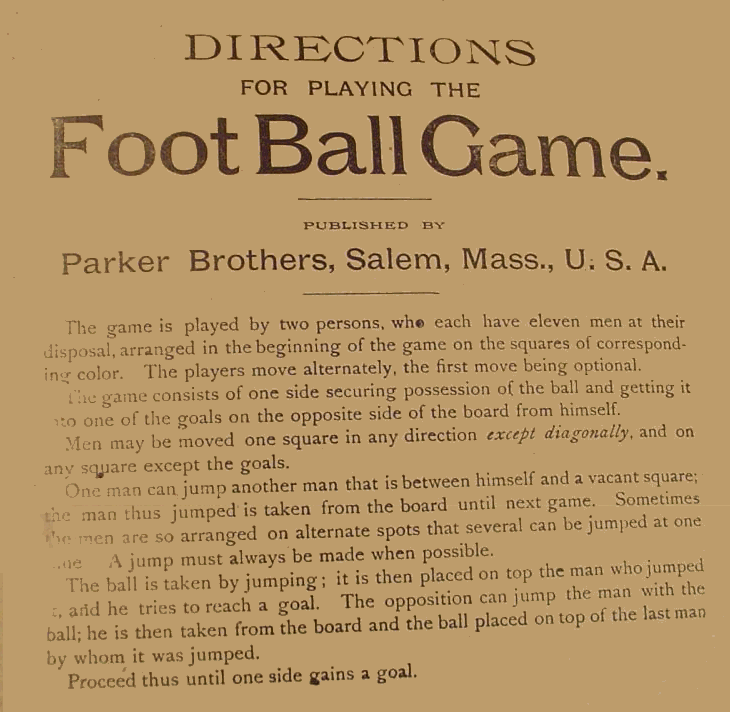 DIRECTIONS
FOR PLAYING THE
Foot Ball Game.
PUBLISHED BY
Parker Brothers, Salem, Mass., U. S. A.
The game is played by two persons, who each have eleven men at their
disposal, arranged in the beginning of the game on the squares of correspond-
ing color. The players move alternately, the first move being optional.
The game consists of one side securing possession of the ball and getting it
to one of the goals on the opposite side of the board from himself.
Men may be moved one square in any direction except diagonally, and on
any square except the goals.
One man can jump another man that is between himself and a vacant square;
the man thus jumped is taken from the board until next game. Sometimes
the men are so arranged on alternate spots that several can be jumped at one
A jump must always be made when possible.
The ball is taken by jumping; it is then placed on top the man who jumped
, and he tries to reach a goal. The opposition can jump the man with the
ball; he is then taken from the board and the ball placed on top of the last man
by whom it was jumped.
Proceed thus until one side gains a goal.